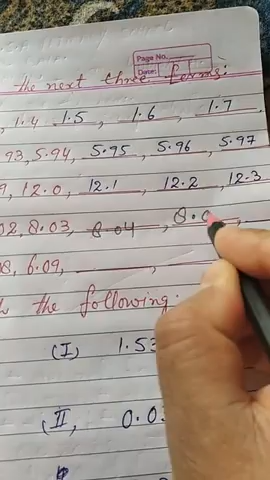 Page No.
Date:
the next three terms:
1.4 1.5, 1.6, 1.7
93, 5.94, 5.95, 5.96, 5.97
9, 12.0, 12.1, 12.2, 12.3
02, 8.03, 8.04, 8.0
8, 6.09,
the following:
(I) 1.53
(II, 0.0